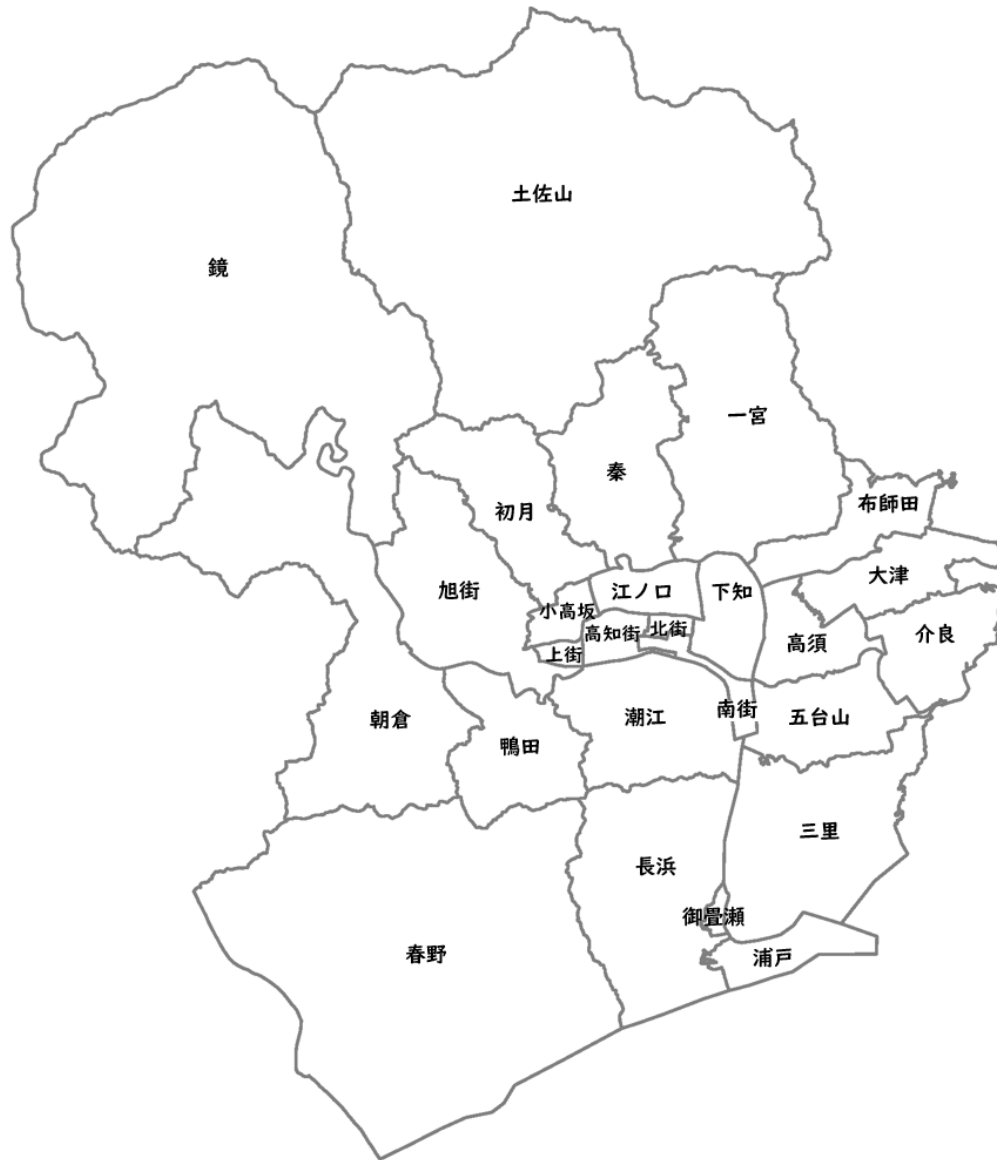 土佐山
鏡
一宮
秦
布師田
初月
大津
旭街
江ノ口
下知
小高坂
高知街
北街
介良
高須
上街
南街
潮江
五台山
朝倉
鴨田
三里
長浜
御畳瀬
春野
浦戸